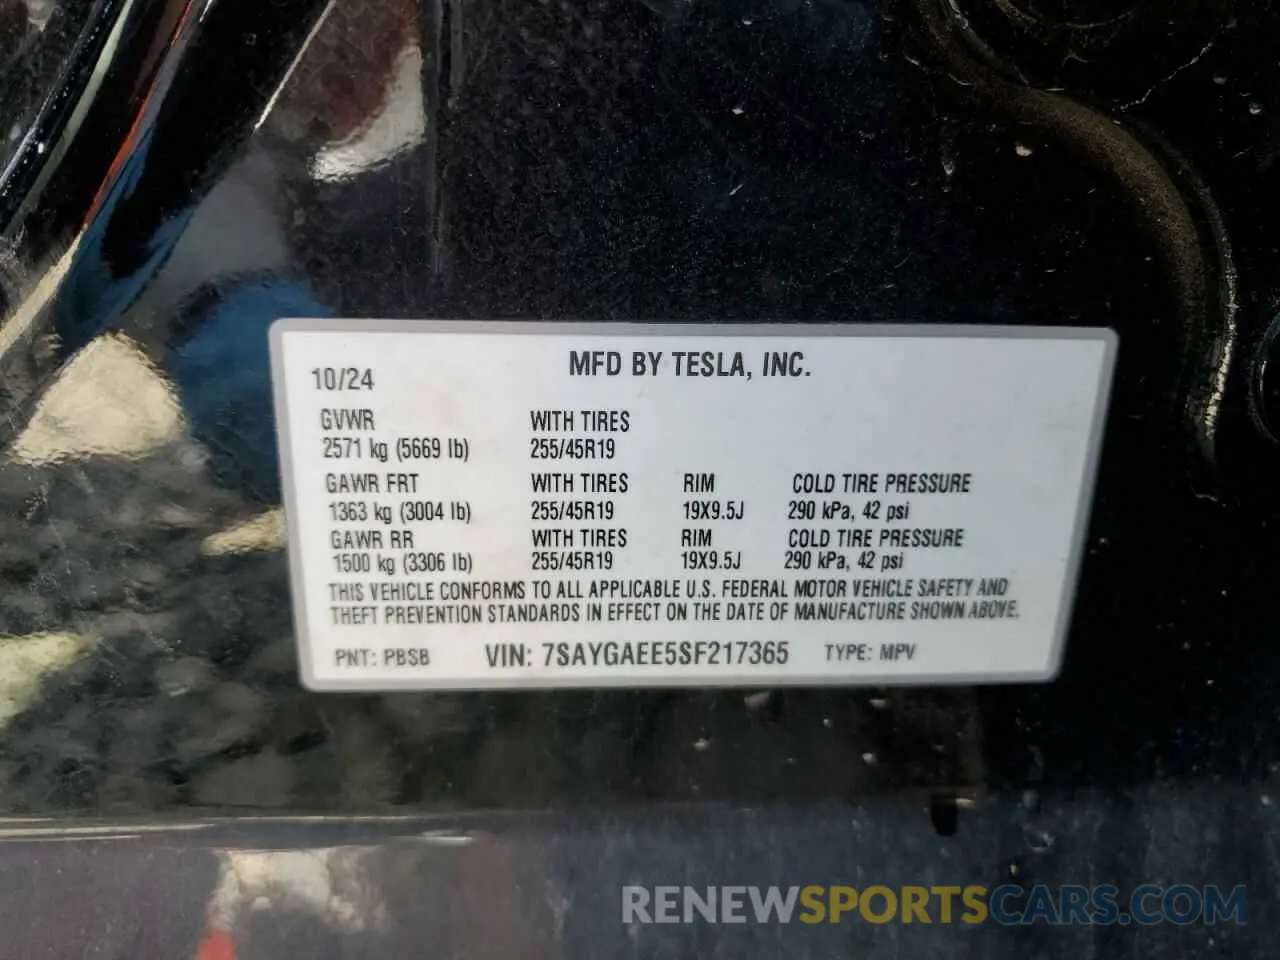 MFD BY TESLA, INC.
10/24
GVWR WITH TIRES
2571 kg (5669 lb) 255/45R19
GAWR FRT WITH TIRES RIM COLD TIRE PRESSURE
1363 kg (3004 lb) 255/45R19 19X9.5J 290 kPa, 42 psi
GAWR RR WITH TIRES RIM COLD TIRE PRESSURE
1500 kg (3306 lb) 255/45R19 19X9.5J 290 kPa, 42 psi
THIS VEHICLE CONFORMS TO ALL APPLICABLE U.S. FEDERAL MOTOR VEHICLE SAFETY AND
THEFT PREVENTION STANDARDS IN EFFECT ON THE DATE OF MANUFACTURE SHOWN ABOVE.
PNT: PBSB VIN: 7SAYGAEE5SF217365 TYPE: MPV
RENEWSPORTSCARS.COM